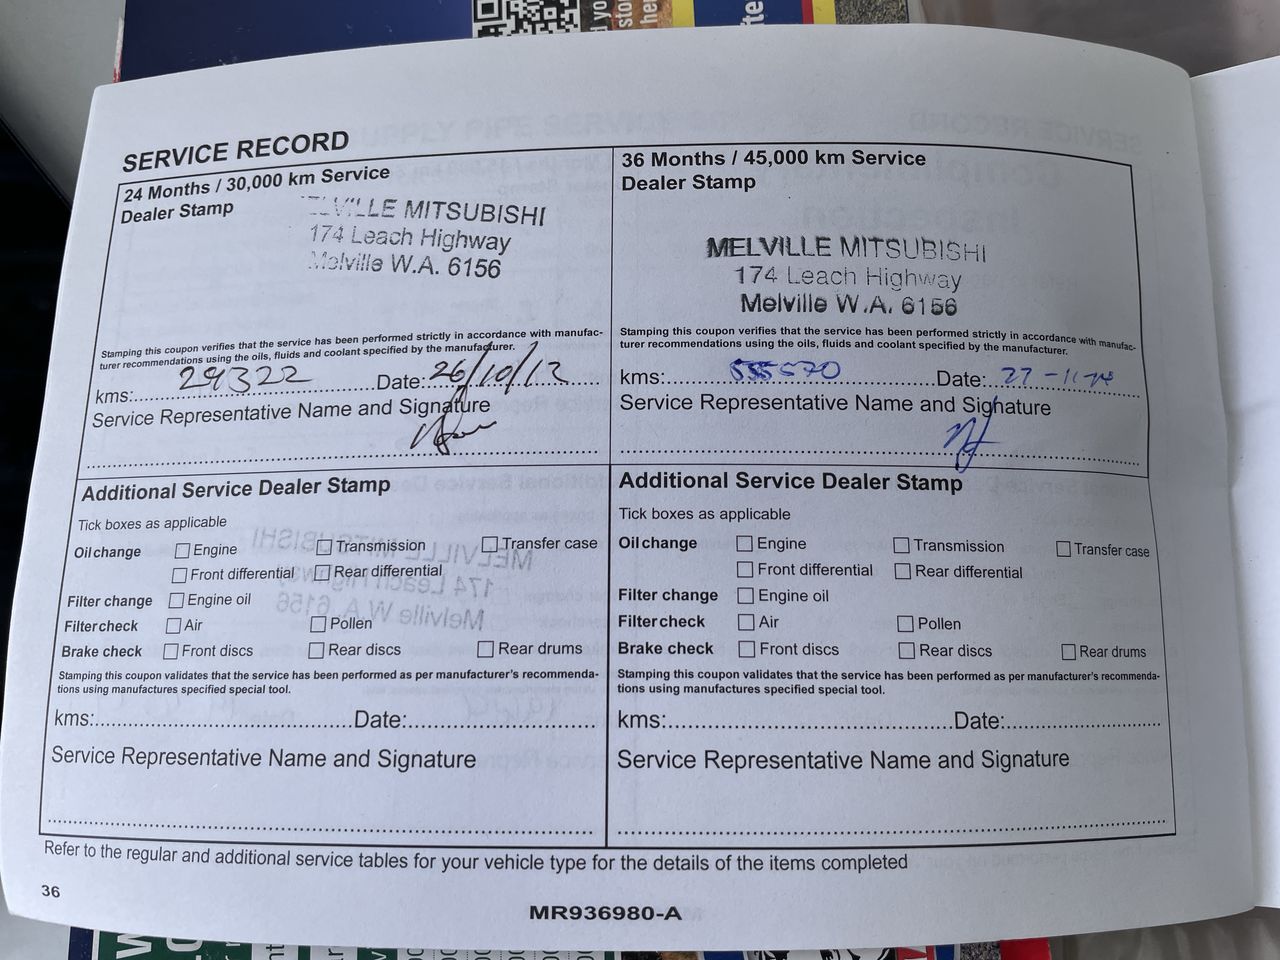 SERVICE RECORD
24 Months / 30,000 km Service
Dealer Stamp
MELVILLE MITSUBISHI
174 Leach Highway
Melville W.A. 6156
Stamping this coupon verifies that the service has been performed strictly in accordance with manufac-
turer recommendations using the oils, fluids and coolant specified by the manufacturer.
kms: 29322 Date: 26/10/12
Service Representative Name and Signature
36 Months / 45,000 km Service
Dealer Stamp
MELVILLE MITSUBISHI
174 Leach Highway
Melville W.A. 6156
Stamping this coupon verifies that the service has been performed strictly in accordance with manufac-
turer recommendations using the oils, fluids and coolant specified by the manufacturer.
kms: Date:
Service Representative Name and Signature
Additional Service Dealer Stamp
Tick boxes as applicable
Oil change Engine Transmission Transfer case
Front differential Rear differential
Filter change Engine oil
Filter check Air Pollen
Brake check Front discs Rear discs Rear drums
Stamping this coupon validates that the service has been performed as per manufacturer's recommenda-
tions using manufactures specified special tool.
kms: Date:
Service Representative Name and Signature
Additional Service Dealer Stamp
Tick boxes as applicable
Oil change Engine Transmission Transfer case
Front differential Rear differential
Filter change Engine oil
Filter check Air Pollen
Brake check Front discs Rear discs Rear drums
Stamping this coupon validates that the service has been performed as per manufacturer's recommenda-
tions using manufactures specified special tool.
kms: Date:
Service Representative Name and Signature
Refer to the regular and additional service tables for your vehicle type for the details of the items completed
36
MR936980-A